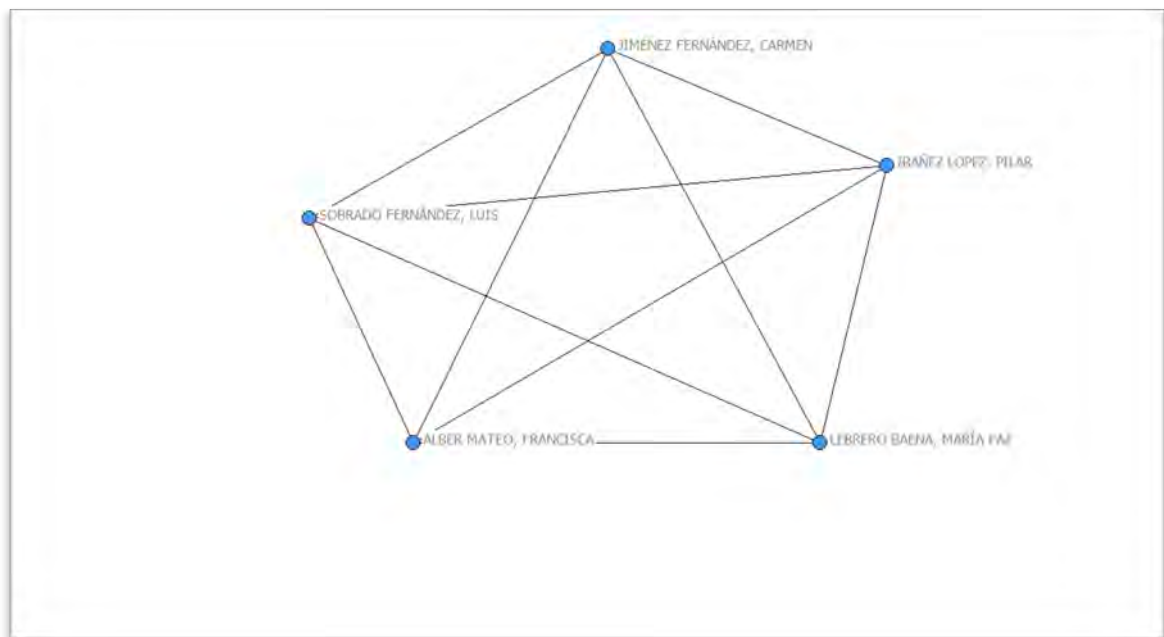 JIMÉNEZ FERNÁNDEZ, CARMEN
IBAÑEZ LOPEZ, PILAR
SOBRADO FERNÁNDEZ, LUIS
ALBER MATEO, FRANCISCA
LEBRERO BAENA, MARÍA PAZ